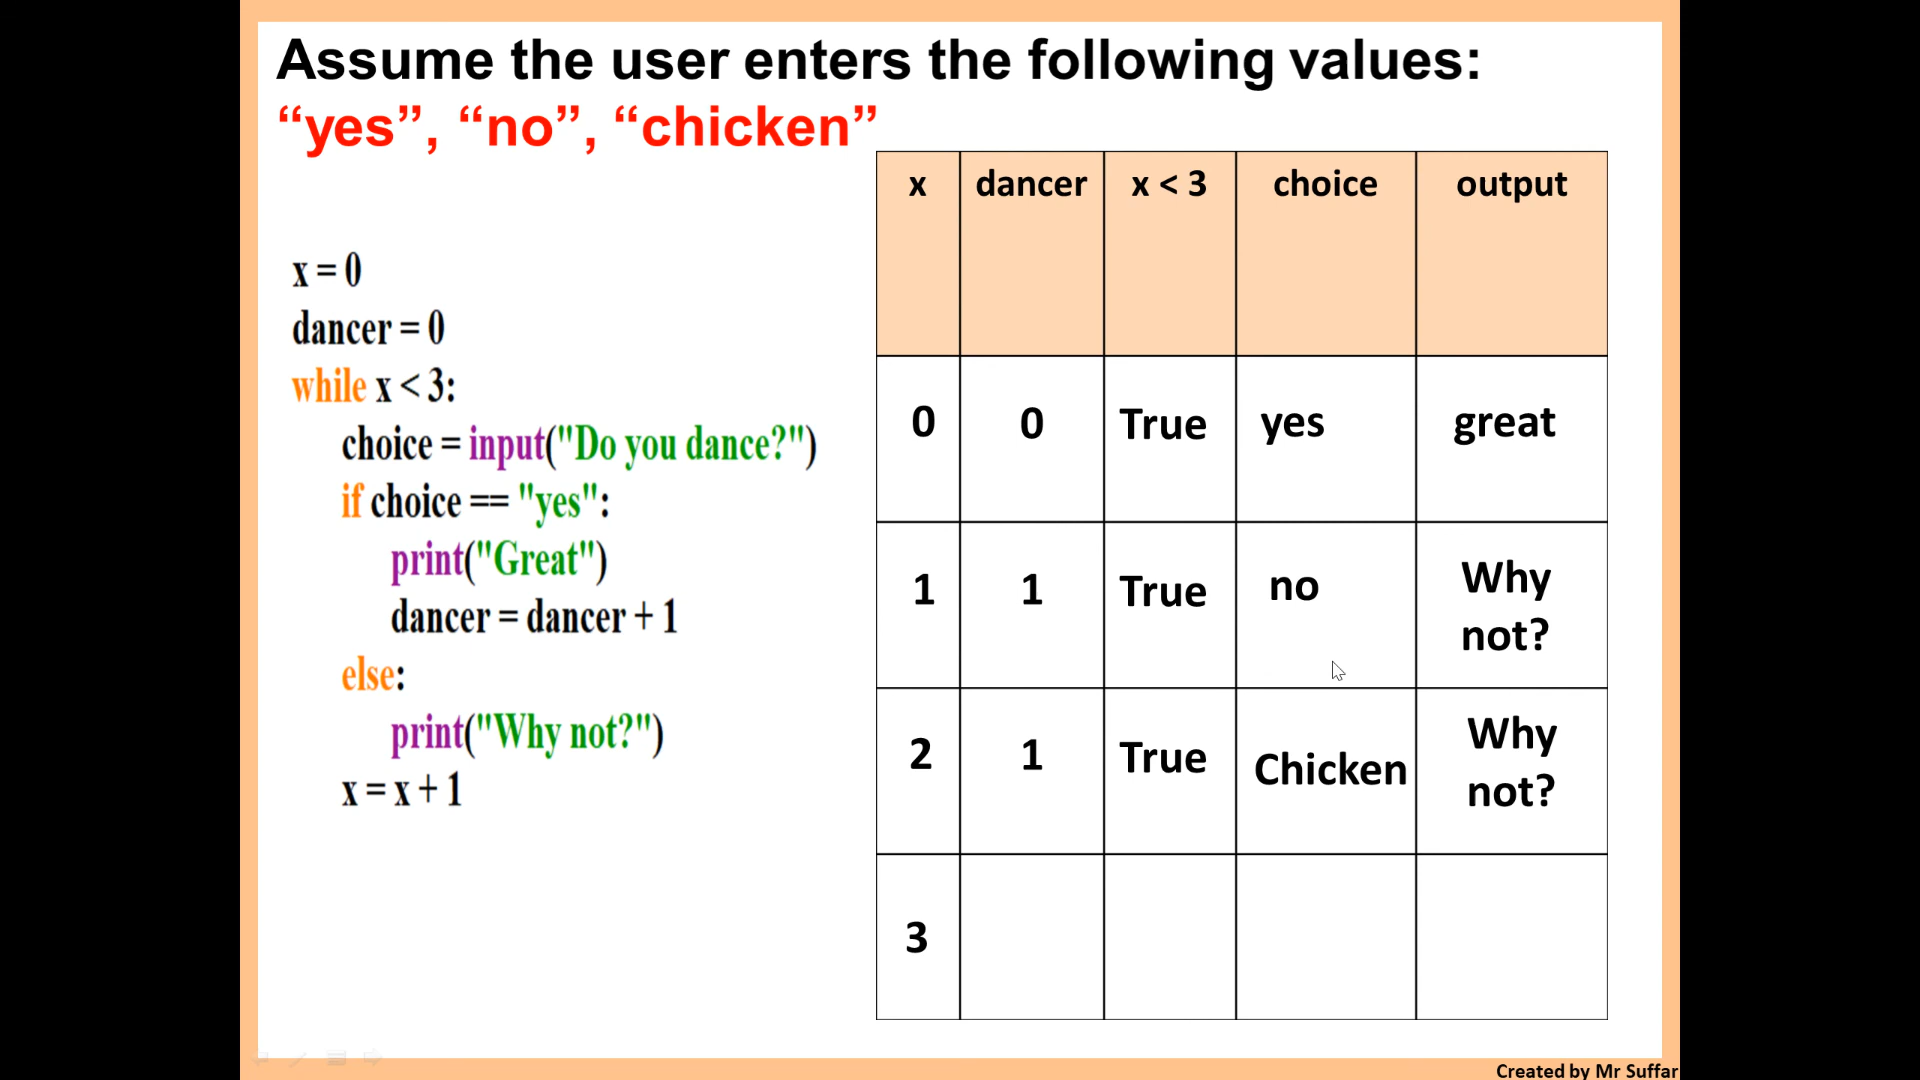 Assume the user enters the following values:
“yes”, “no”, “chicken”
x = 0
dancer = 0
while x < 3:
choice = input("Do you dance?")
if choice == "yes":
print("Great")
dancer = dancer + 1
else:
print("Why not?")
x = x + 1
x dancer x < 3 choice output
0 0 True yes great
1 1 True no Why not?
2 1 True Chicken Why not?
3
Created by Mr Suffar